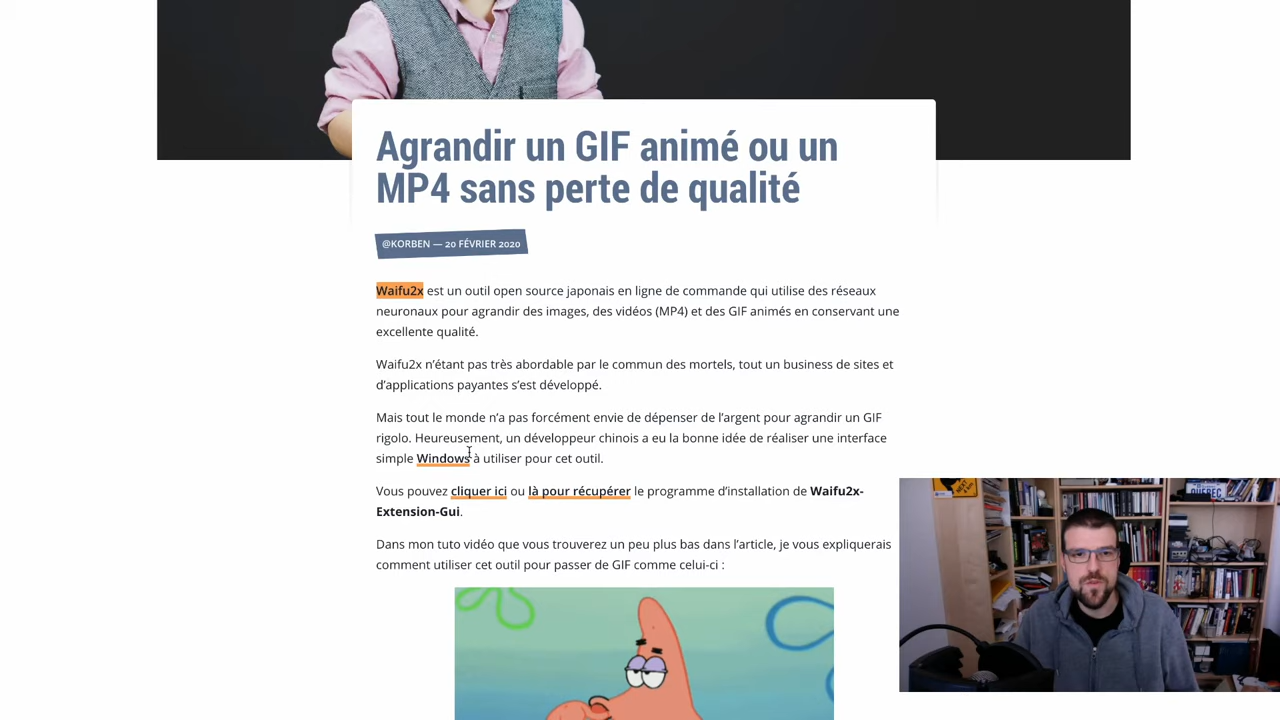 Agrandir un GIF animé ou un
MP4 sans perte de qualité
@KORBEN — 20 FÉVRIER 2020
Waifu2x est un outil open source japonais en ligne de commande qui utilise des réseaux
neuronaux pour agrandir des images, des vidéos (MP4) et des GIF animés en conservant une
excellente qualité.
Waifu2x n’étant pas très abordable par le commun des mortels, tout un business de sites et
d’applications payantes s’est développé.
Mais tout le monde n’a pas forcément envie de dépenser de l’argent pour agrandir un GIF
rigolo. Heureusement, un développeur chinois a eu la bonne idée de réaliser une interface
simple Windows à utiliser pour cet outil.
Vous pouvez cliquer ici ou là pour récupérer le programme d’installation de Waifu2x-
Extension-Gui.
Dans mon tuto vidéo que vous trouverez un peu plus bas dans l’article, je vous expliquerais
comment utiliser cet outil pour passer de GIF comme celui-ci :
QUÉBEC